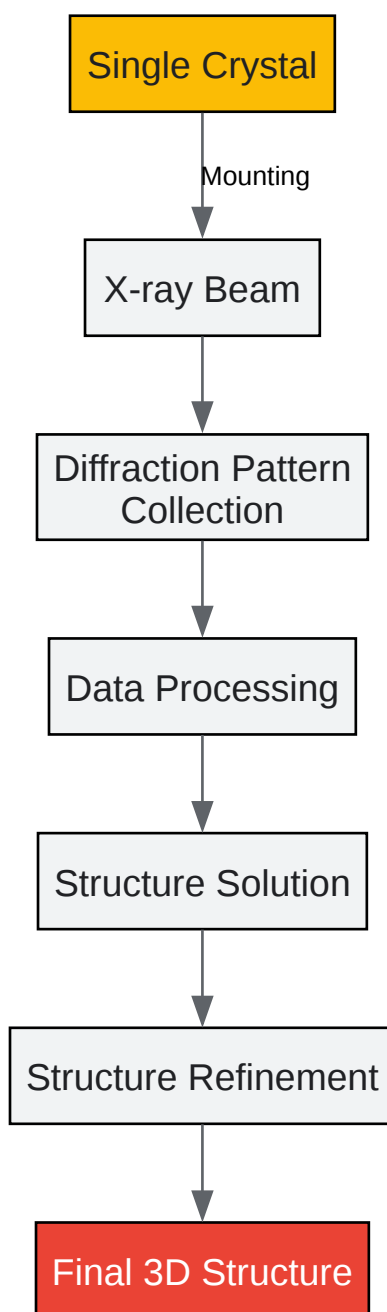 Single Crystal
Mounting
X-ray Beam
Diffraction Pattern
Collection
Data Processing
Structure Solution
Structure Refinement
Final 3D Structure